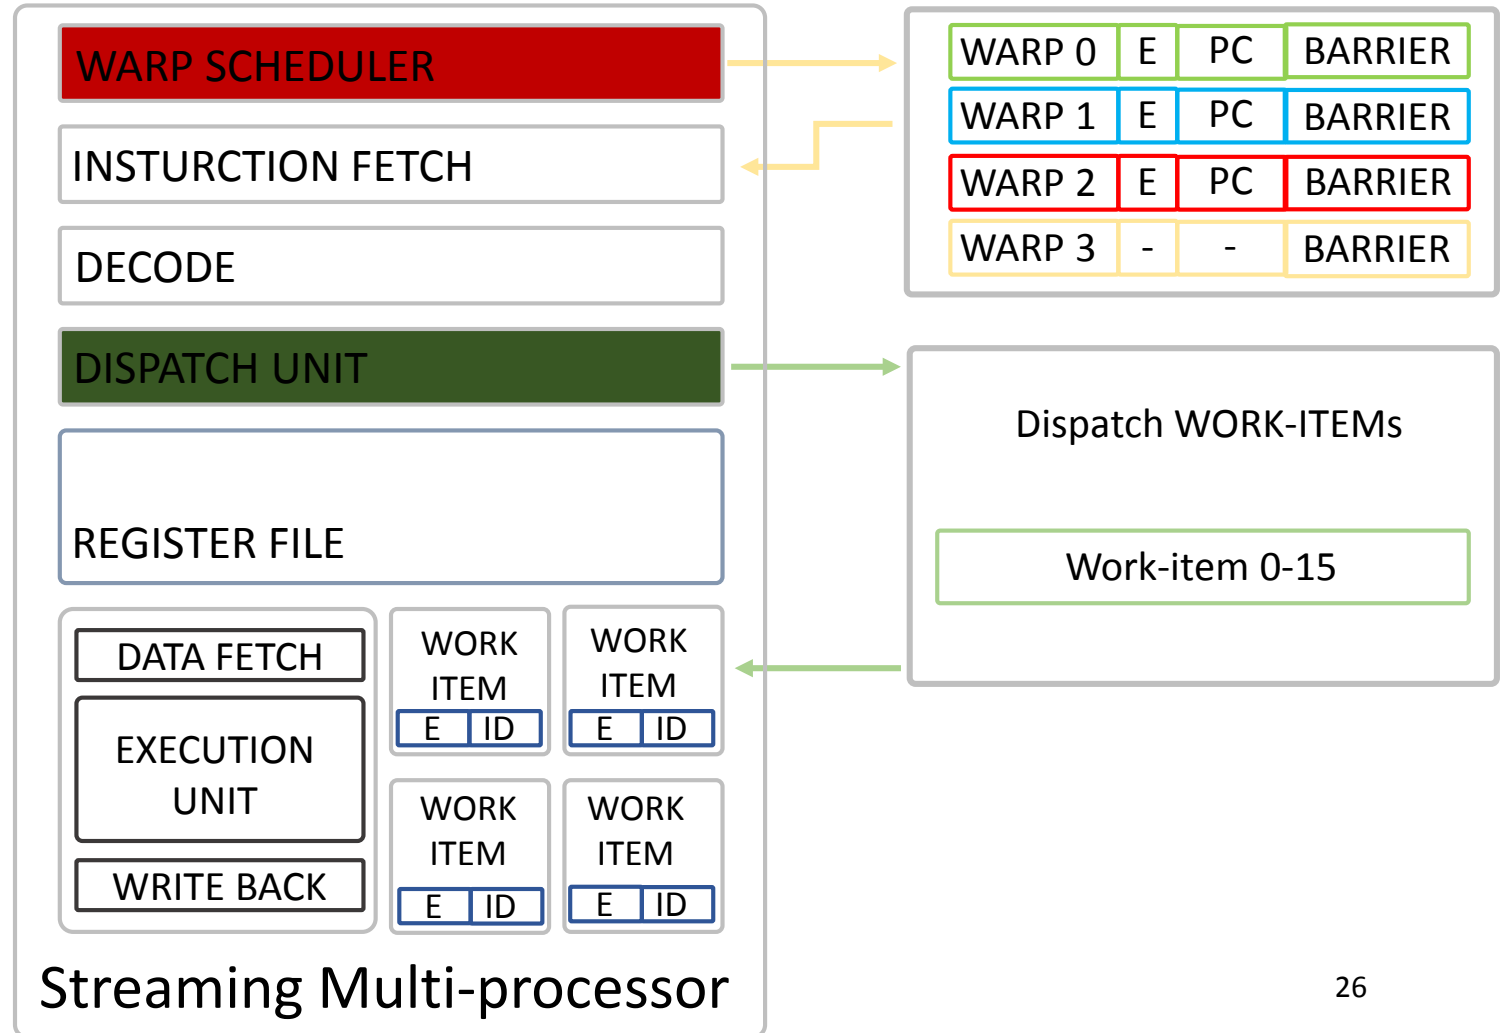 WARP SCHEDULER
INSTURCTION FETCH
DECODE
DISPATCH UNIT
REGISTER FILE
DATA FETCH
EXECUTION
UNIT
WRITE BACK
WORK
ITEM
E ID
WORK
ITEM
E ID
WORK
ITEM
E ID
WORK
ITEM
E ID
Streaming Multi-processor
WARP 0 E PC BARRIER
WARP 1 E PC BARRIER
WARP 2 E PC BARRIER
WARP 3 - - BARRIER
Dispatch WORK-ITEMs
Work-item 0-15
26